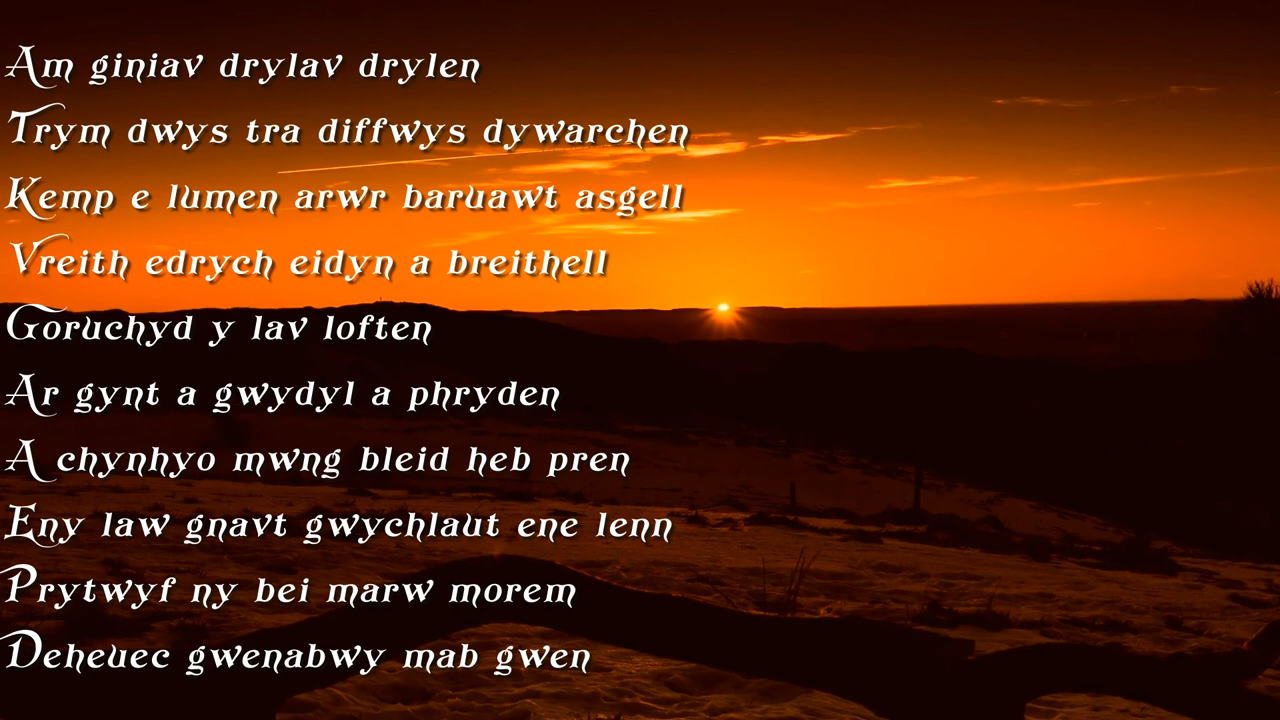 Am giniav drylav drylen
Trym dwys tra diffwys dywarchen
Kemp e lumen arwr baruawt asgell
Vreith edrych eidyn a breithell
Goruchyd y lav loften
Ar gynt a gwydyl a phryden
A chynhyo mwng bleid heb pren
Eny law gnavt gwychlaut ene lenn
Prytwyf ny bei marw morem
Deheuec gwenabwy mab gwen